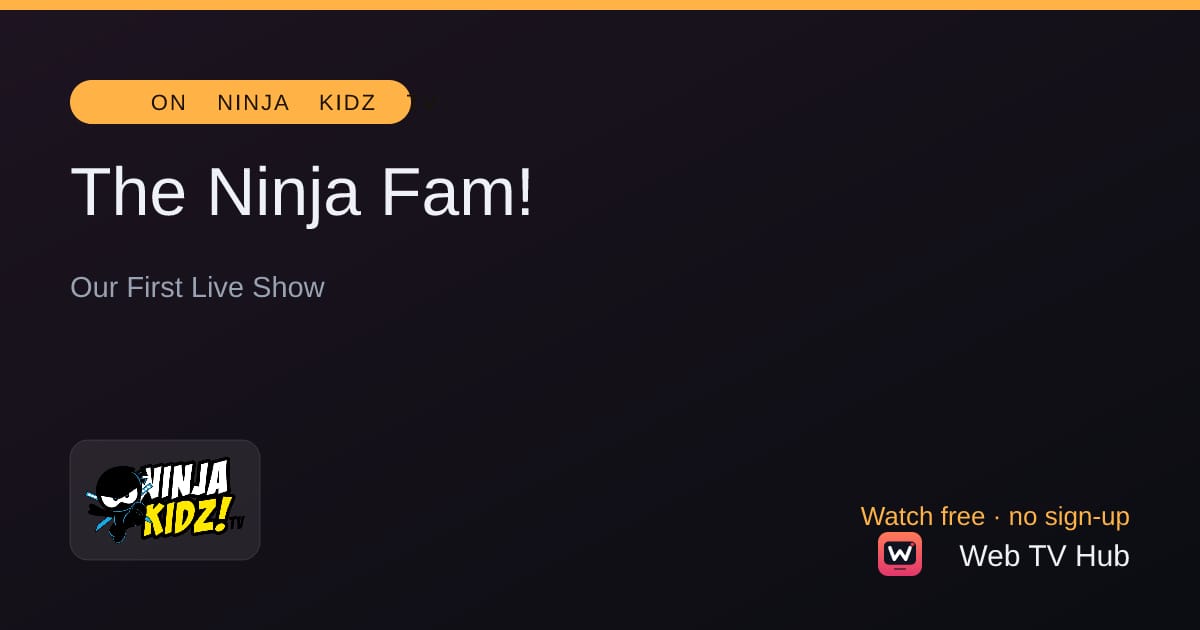 ON NINJA KIDZ TV
The Ninja Fam!
Our First Live Show
NINJA
KIDZ!
TV
Watch free · no sign-up
W
Web TV Hub